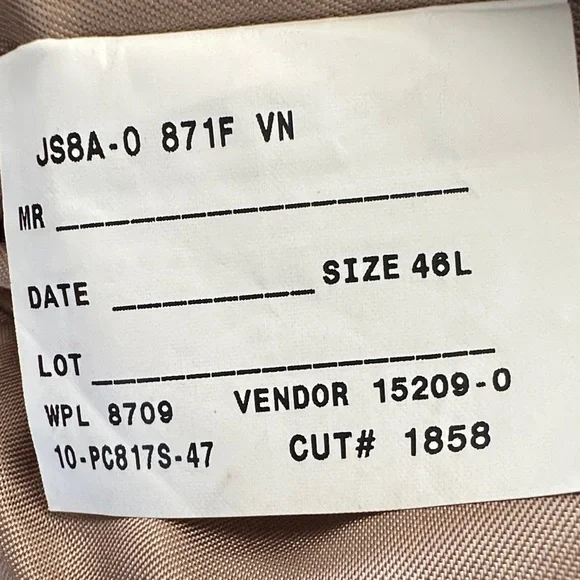 JS8A-0 871F VN
MR
DATE SIZE 46L
LOT
WPL 8709 VENDOR 15209-0
10-PC817S-47 CUT# 1858